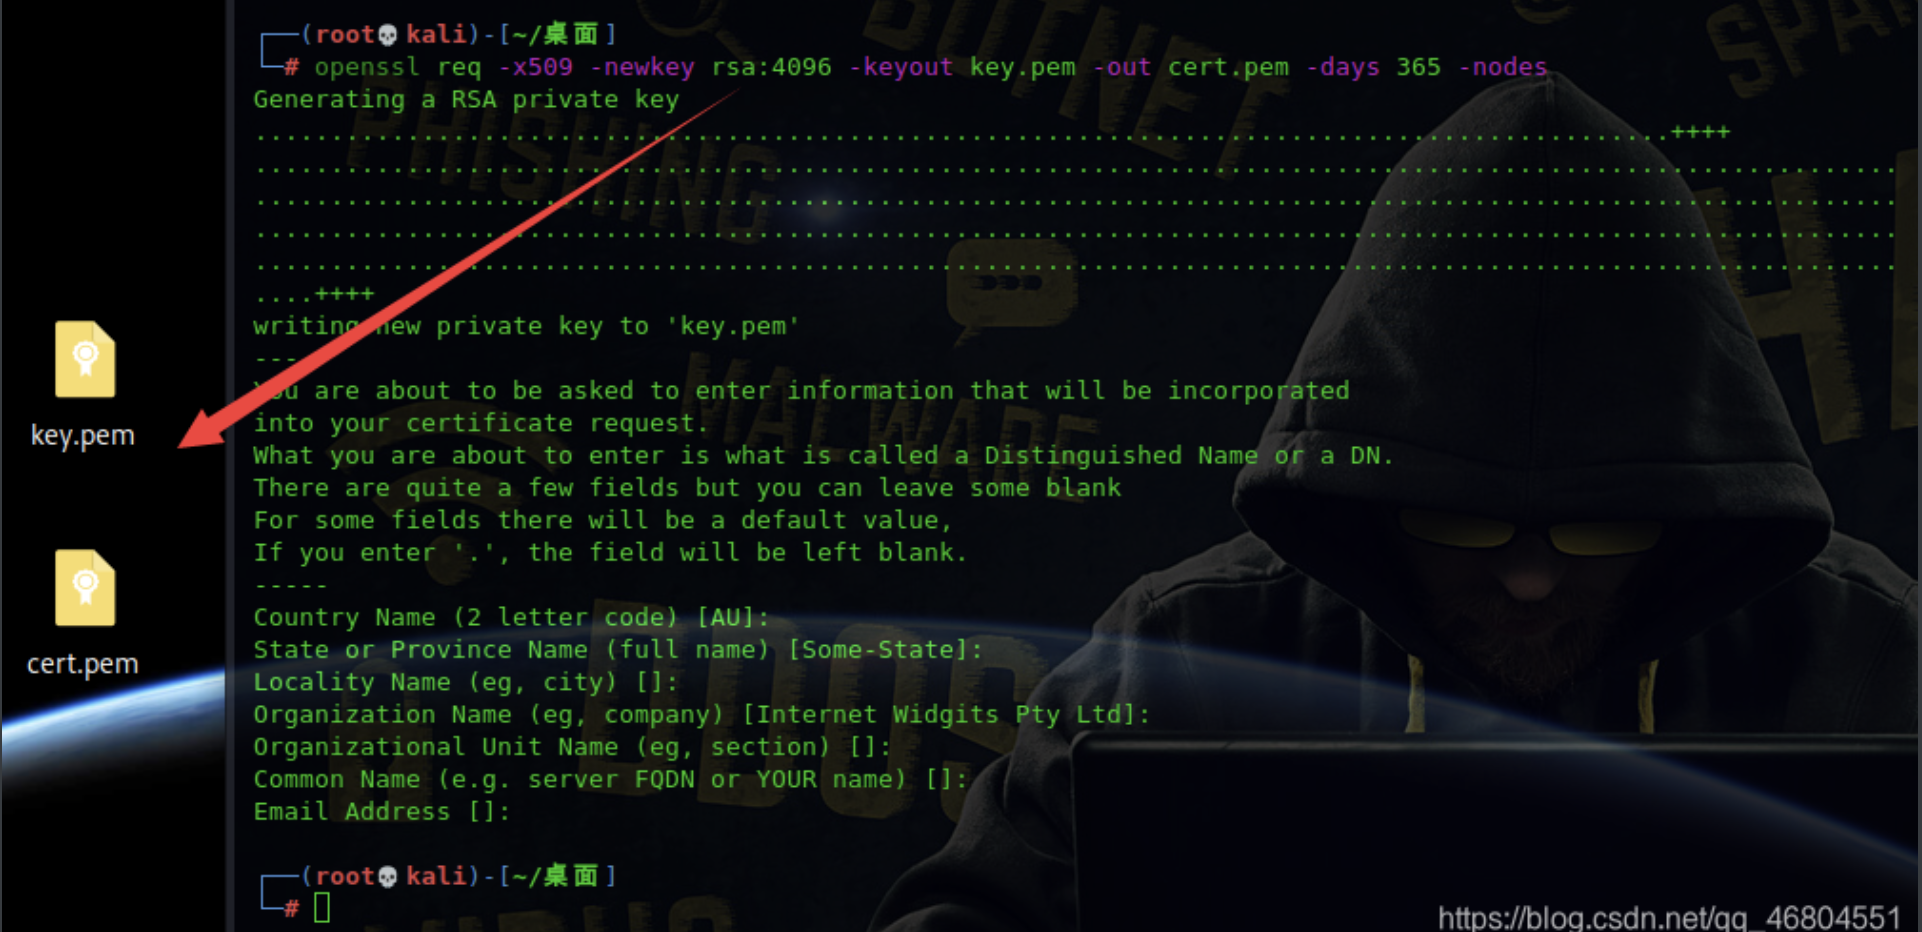 ┌──(root💀kali)-[~/桌面]
└─# openssl req -x509 -newkey rsa:4096 -keyout key.pem -out cert.pem -days 365 -nodes
Generating a RSA private key
.............................................................................................++++
............................................................................................................
............................................................................................................
............................................................................................................
............................................................................................................
....++++
writing new private key to 'key.pem'
-----
You are about to be asked to enter information that will be incorporated
into your certificate request.
What you are about to enter is what is called a Distinguished Name or a DN.
There are quite a few fields but you can leave some blank
For some fields there will be a default value,
If you enter '.', the field will be left blank.
-----
Country Name (2 letter code) [AU]:
State or Province Name (full name) [Some-State]:
Locality Name (eg, city) []:
Organization Name (eg, company) [Internet Widgits Pty Ltd]:
Organizational Unit Name (eg, section) []:
Common Name (e.g. server FQDN or YOUR name) []:
Email Address []:
┌──(root💀kali)-[~/桌面]
└─#
key.pem
cert.pem
PHISHING
BOTNET
MALWARE
DDOS
https://blog.csdn.net/qq_46804551